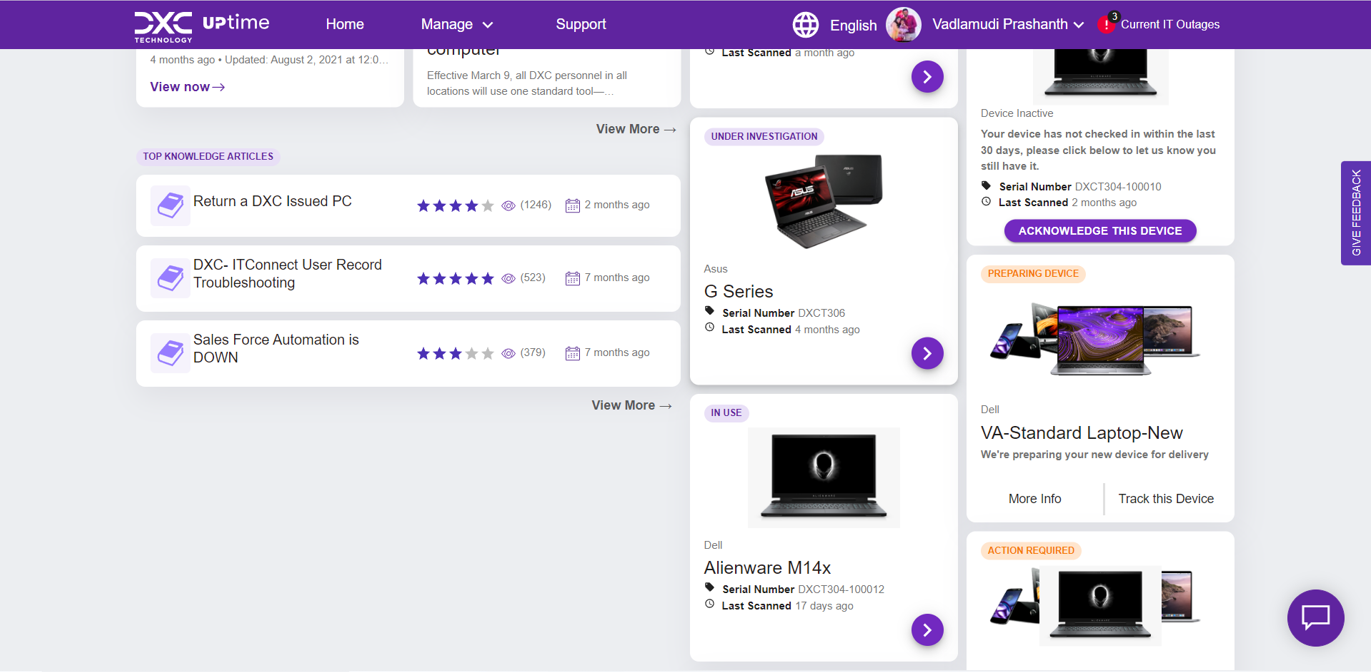 DXC
TECHNOLOGY
UPtime
Home
Manage
Support
English
Vadlamudi Prashanth
3
Current IT Outages
4 months ago • Updated: August 2, 2021 at 12:0...
View now→
computer
Effective March 9, all DXC personnel in all
locations will use one standard tool—...
View More →
TOP KNOWLEDGE ARTICLES
Return a DXC Issued PC
(1246)
2 months ago
DXC- ITConnect User Record
Troubleshooting
(523)
7 months ago
Sales Force Automation is
DOWN
(379)
7 months ago
View More →
Last Scanned a month ago
UNDER INVESTIGATION
ASUS
Asus
G Series
Serial Number DXCT306
Last Scanned 4 months ago
IN USE
Dell
Alienware M14x
Serial Number DXCT304-100012
Last Scanned 17 days ago
Device Inactive
Your device has not checked in within the last
30 days, please click below to let us know you
still have it.
Serial Number DXCT304-100010
Last Scanned 2 months ago
ACKNOWLEDGE THIS DEVICE
PREPARING DEVICE
Dell
VA-Standard Laptop-New
We're preparing your new device for delivery
More Info
Track this Device
ACTION REQUIRED
GIVE FEEDBACK